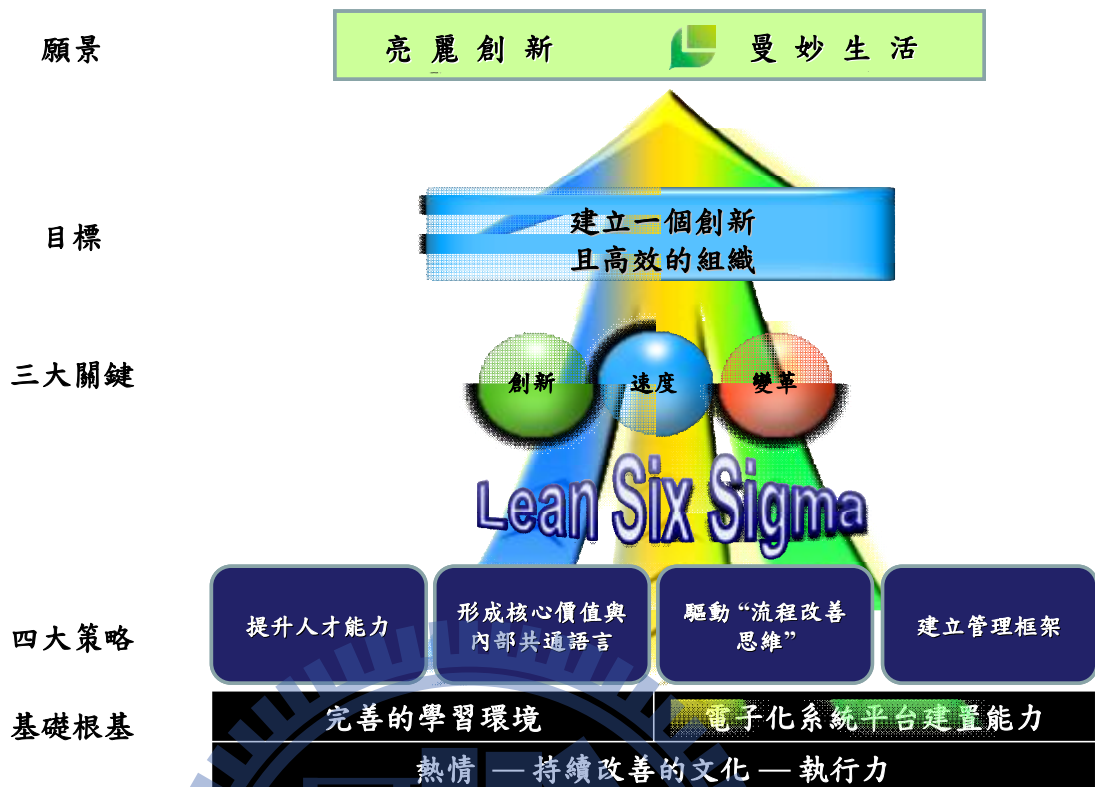 願景
亮麗創新 曼妙生活
目標
建立一個創新
且高效的組織
三大關鍵
創新 速度 變革
Lean Six Sigma
四大策略
提升人才能力
形成核心價值與
內部共通語言
驅動“流程改善
思維”
建立管理框架
基礎根基
完善的學習環境 電子化系統平台建置能力
熱情 — 持續改善的文化 — 執行力